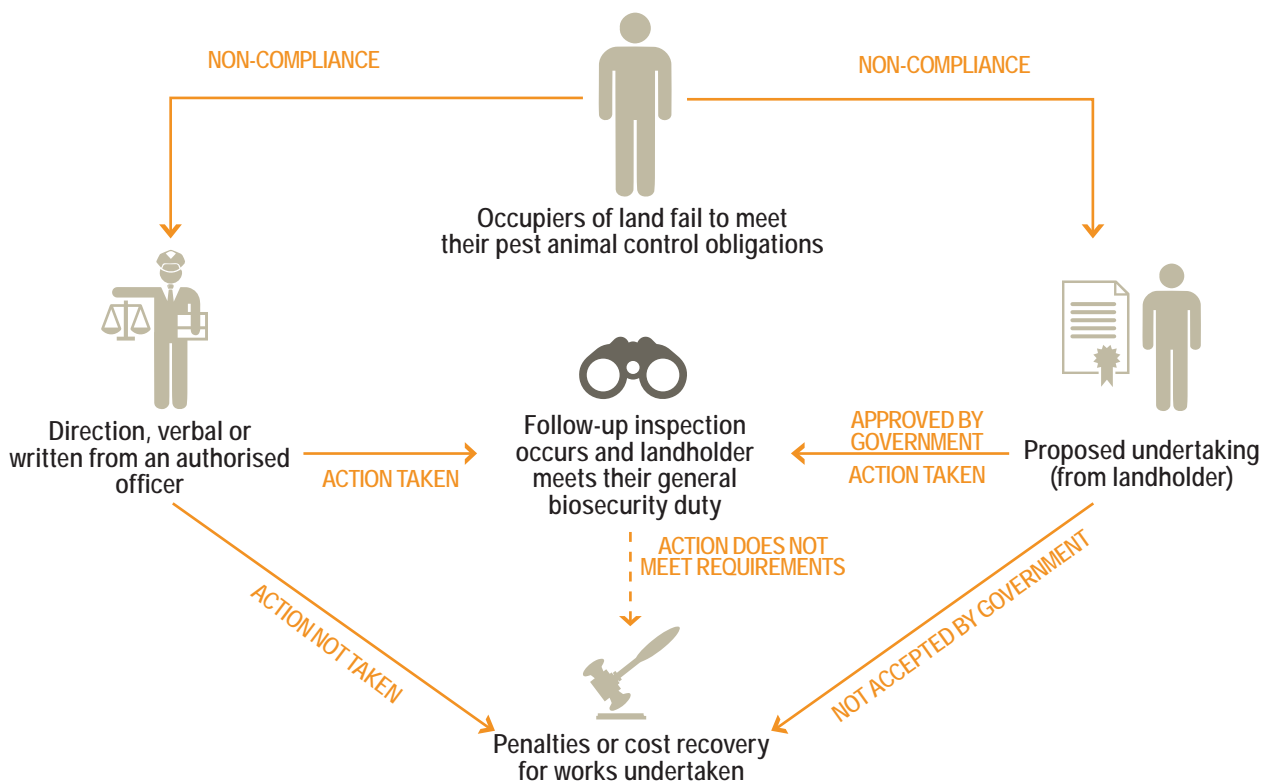 NON-COMPLIANCE
NON-COMPLIANCE
Occupiers of land fail to meet
their pest animal control obligations
Direction, verbal or
written from an authorised
officer
ACTION TAKEN
Follow-up inspection
occurs and landholder
meets their general
biosecurity duty
APPROVED BY
GOVERNMENT
ACTION TAKEN
Proposed undertaking
(from landholder)
ACTION DOES NOT
MEET REQUIREMENTS
ACTION NOT TAKEN
NOT ACCEPTED BY GOVERNMENT
Penalties or cost recovery
for works undertaken